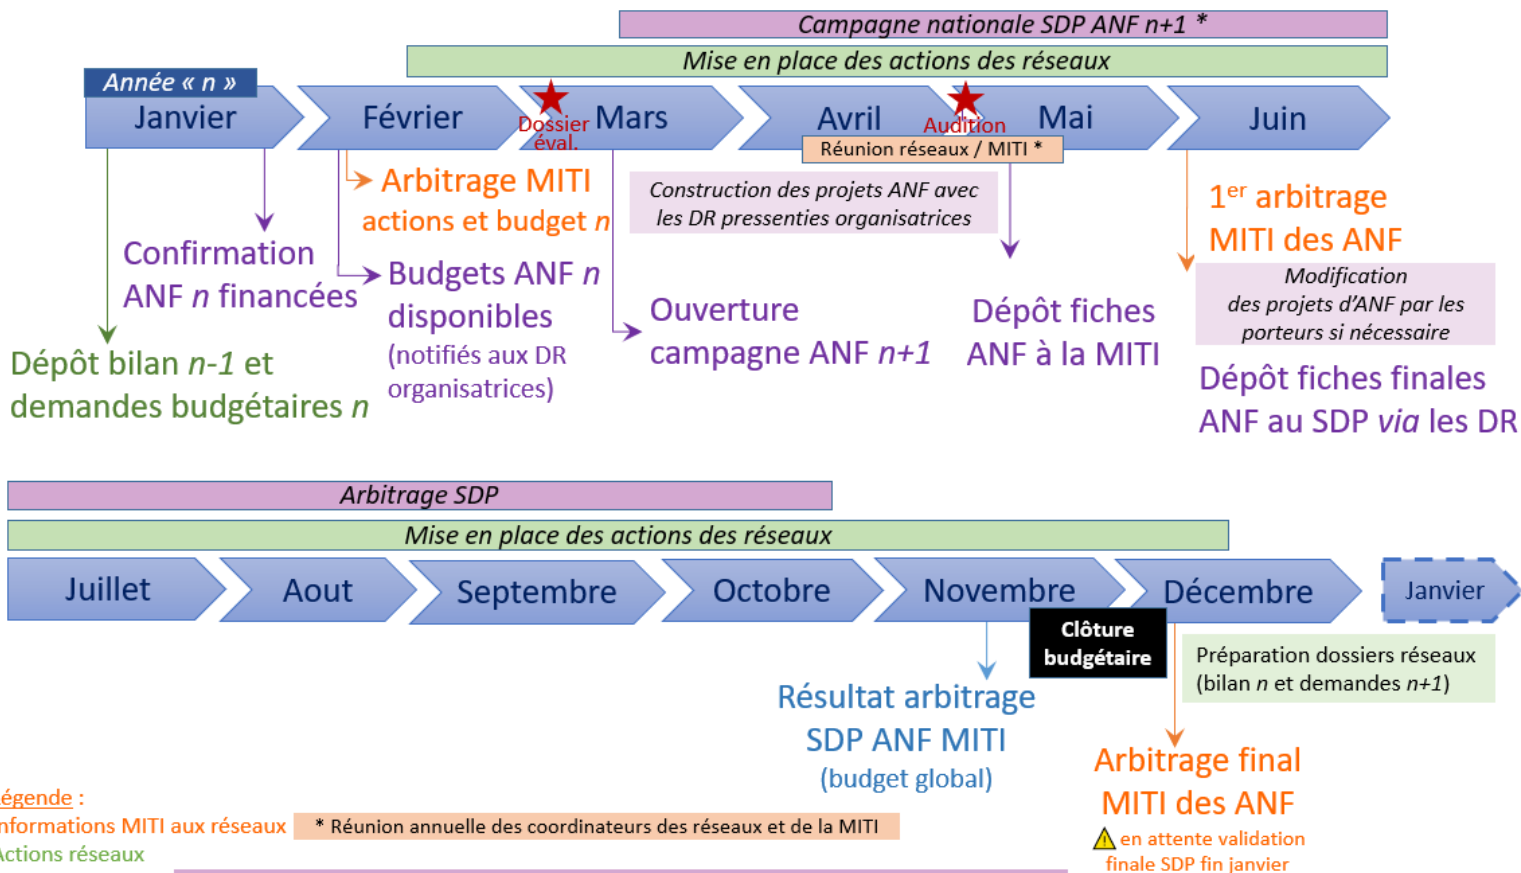 Campagne nationale SDP ANF n+1 *
Mise en place des actions des réseaux
Année « n »
Janvier
Février
Dossier
éval.
Mars
Avril
Audition
Mai
Juin
Réunion réseaux / MITI *
Arbitrage MITI
actions et budget n
Construction des projets ANF avec
les DR pressenties organisatrices
1er arbitrage
MITI des ANF
Confirmation
ANF n financées
Budgets ANF n
disponibles
(notifiés aux DR
organisatrices)
Ouverture
campagne ANF n+1
Dépôt fiches
ANF à la MITI
Modification
des projets d’ANF par les
porteurs si nécessaire
Dépôt bilan n-1 et
demandes budgétaires n
Dépôt fiches finales
ANF au SDP via les DR
Arbitrage SDP
Mise en place des actions des réseaux
Juillet
Aout
Septembre
Octobre
Novembre
Décembre
Janvier
Clôture
budgétaire
Préparation dossiers réseaux
(bilan n et demandes n+1)
Résultat arbitrage
SDP ANF MITI
(budget global)
Arbitrage final
MITI des ANF
en attente validation
finale SDP fin janvier
égende :
nformations MITI aux réseaux
* Réunion annuelle des coordinateurs des réseaux et de la MITI
Actions réseaux